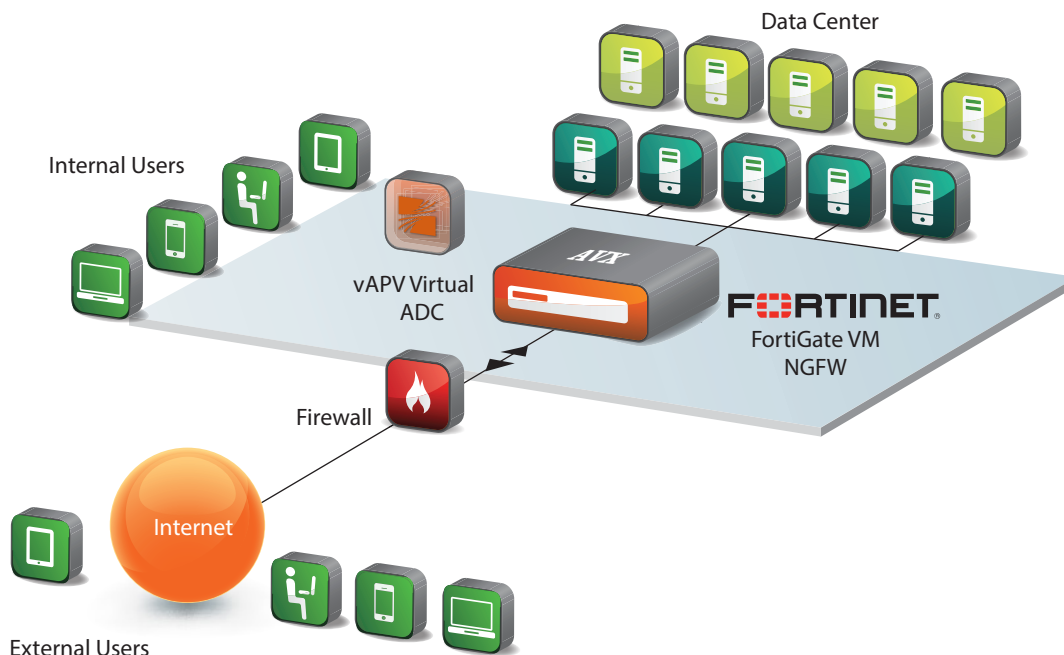 Data Center
Internal Users
AVX
vAPV Virtual
ADC
FORTINET®
FortiGate VM
NGFW
Firewall
Internet
External Users